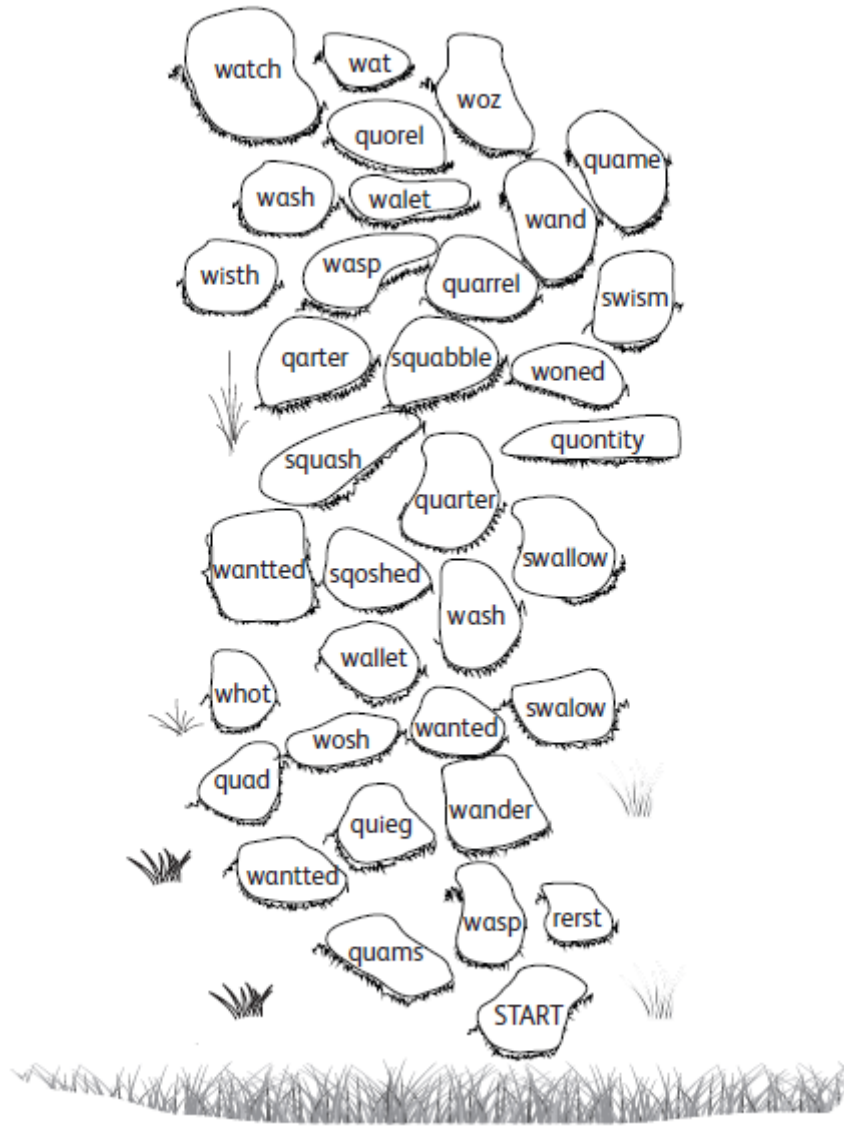 watch
wat
woz
quorel
quame
wash
walet
wand
wisth
wasp
quarrel
swism
qarter
squabble
woned
quontity
squash
quarter
wantted
sqoshed
swallow
wash
wallet
whot
wanted
swalow
wosh
quad
quieg
wander
wantted
wasp
rerst
quams
START